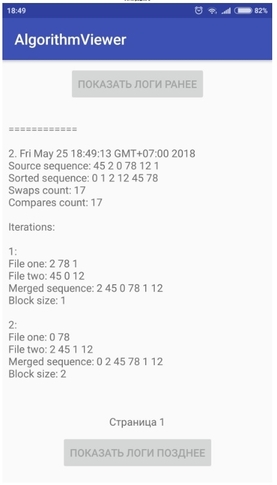 18:49
82%
AlgorithmViewer
ПОКАЗАТЬ ЛОГИ РАНЕЕ
============
2. Fri May 25 18:49:13 GMT+07:00 2018
Source sequence: 45 2 0 78 12 1
Sorted sequence: 0 1 2 12 45 78
Swaps count: 17
Compares count: 17
Iterations:
1:
File one: 2 78 1
File two: 45 0 12
Merged sequence: 2 45 0 78 1 12
Block size: 1
2:
File one: 0 78
File two: 2 45 1 12
Merged sequence: 0 2 45 78 1 12
Block size: 2
Страница 1
ПОКАЗАТЬ ЛОГИ ПОЗДНЕЕ